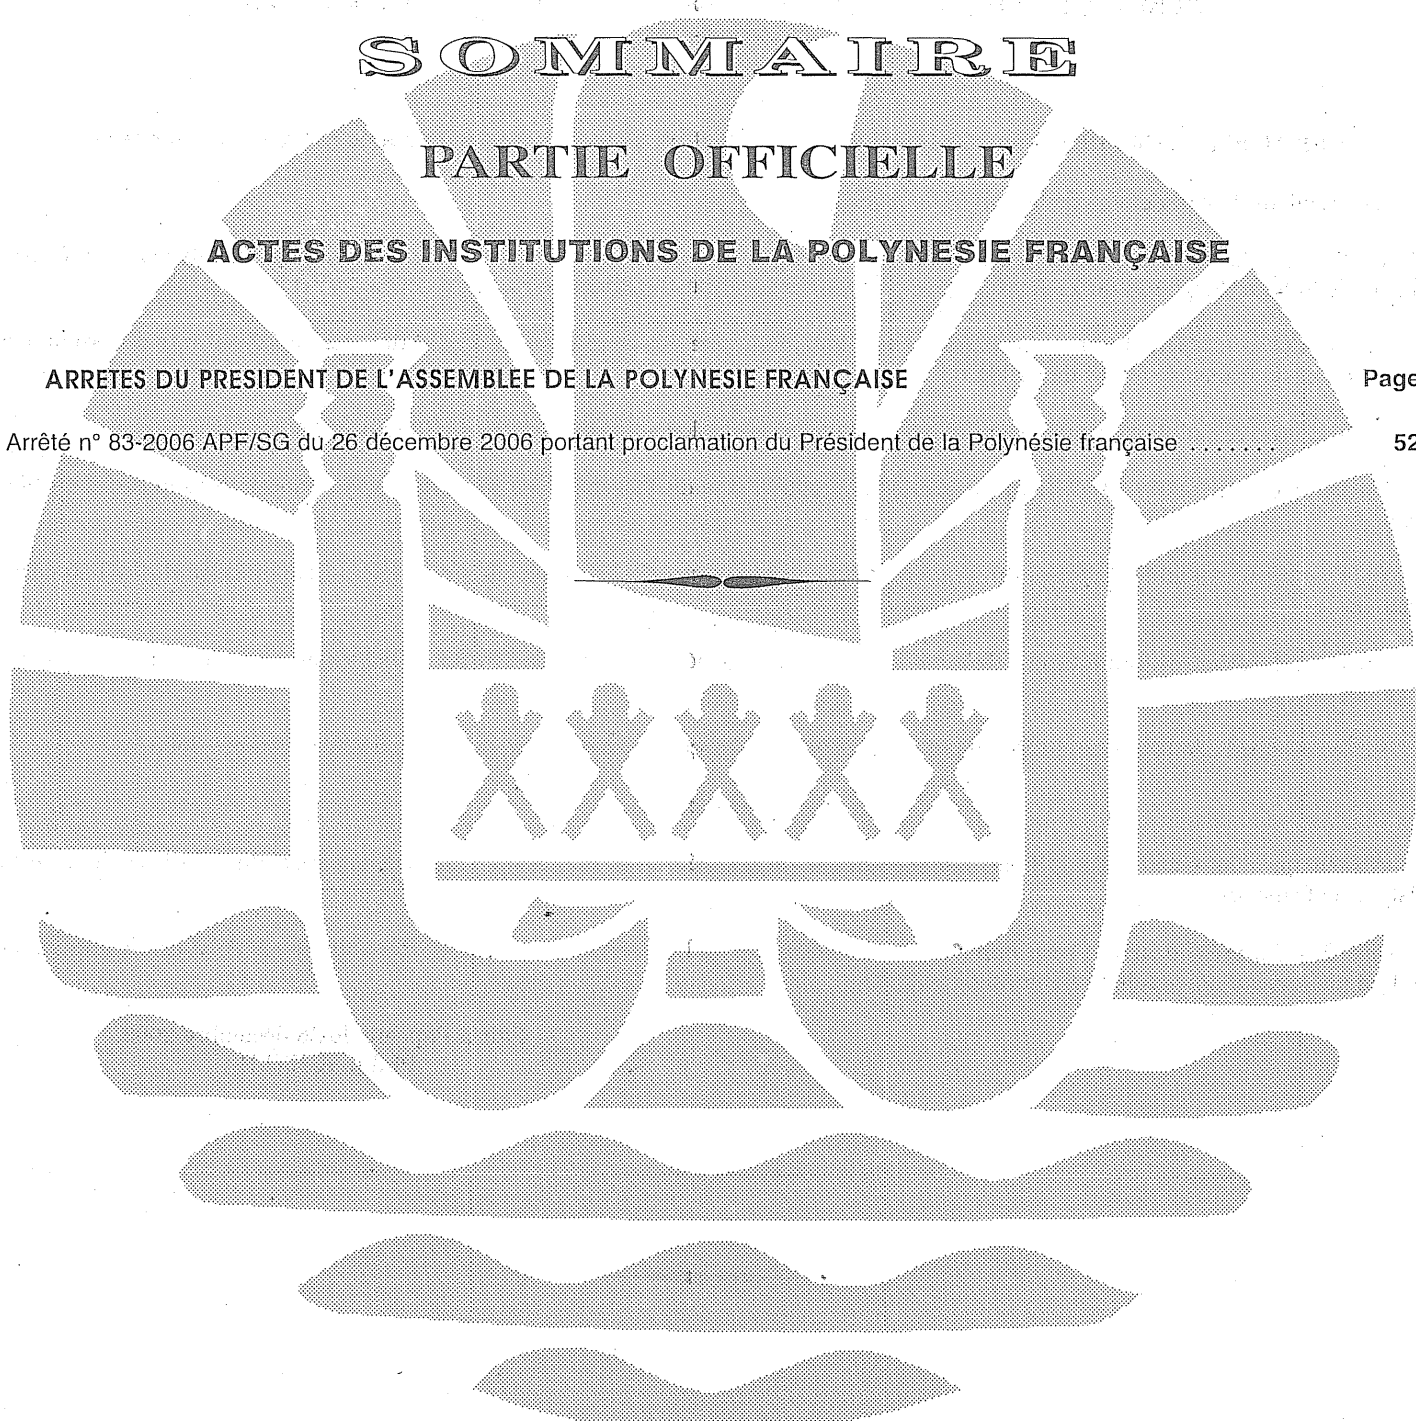 SOMMAIRE
PARTIE OFFICIELLE
ACTES DES INSTITUTIONS DE LA POLYNESIE FRANÇAISE
ARRETES DU PRESIDENT DE L'ASSEMBLEE DE LA POLYNESIE FRANÇAISE Page
Arrêté n° 83-2006 APF/SG du 26 décembre 2006 portant proclamation du Président de la Polynésie française ....... 52